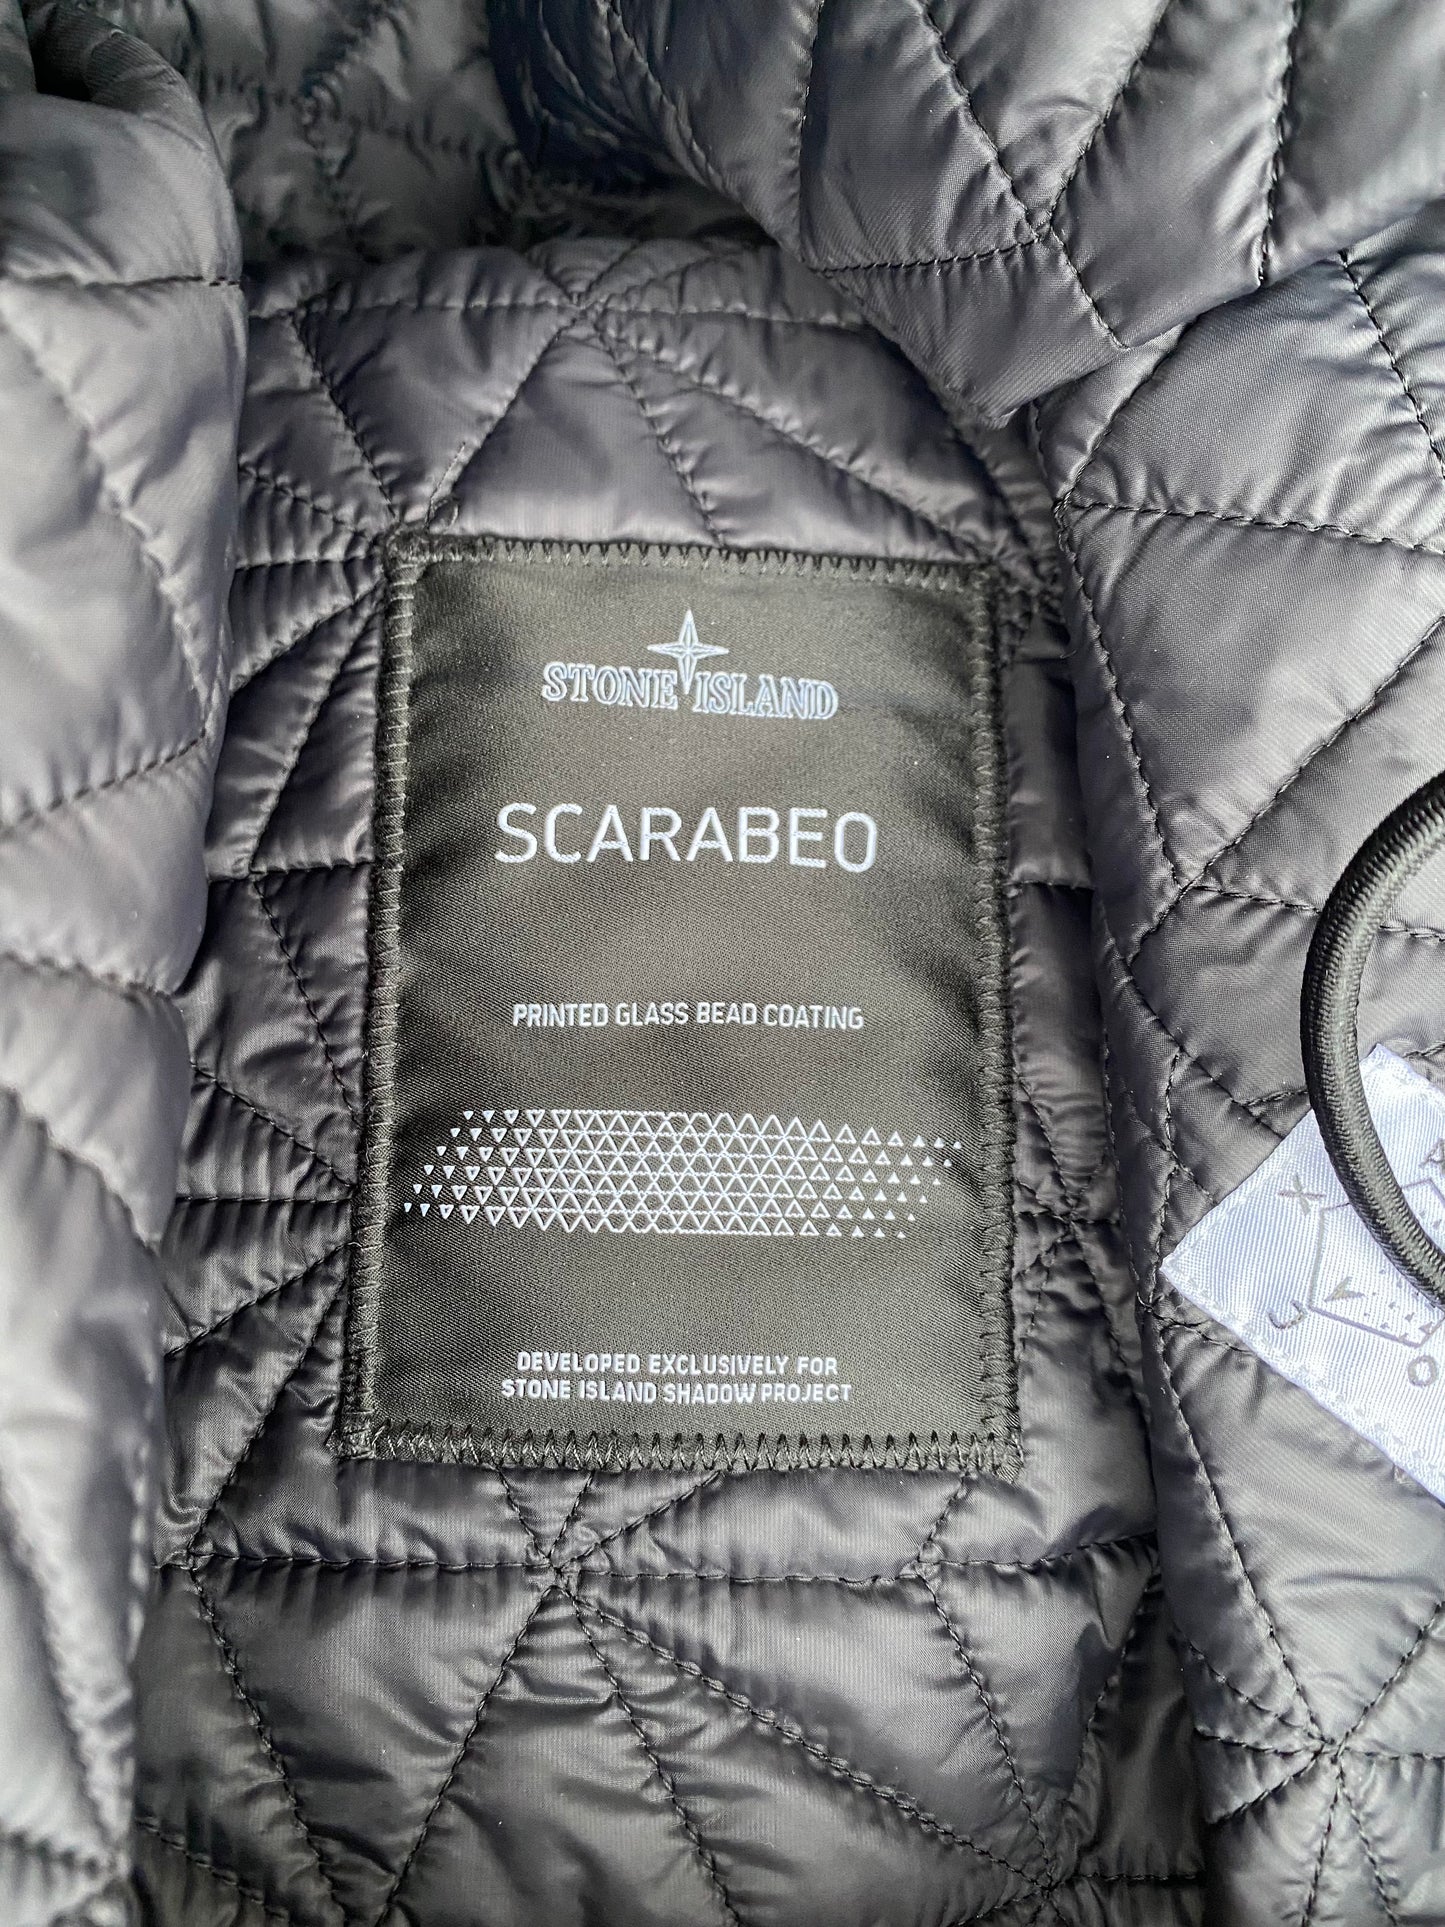 STONE ISLAND
SCARABEO
PRINTED GLASS BEAD COATING
DEVELOPED EXCLUSIVELY FOR
STONE ISLAND SHADOW PROJECT